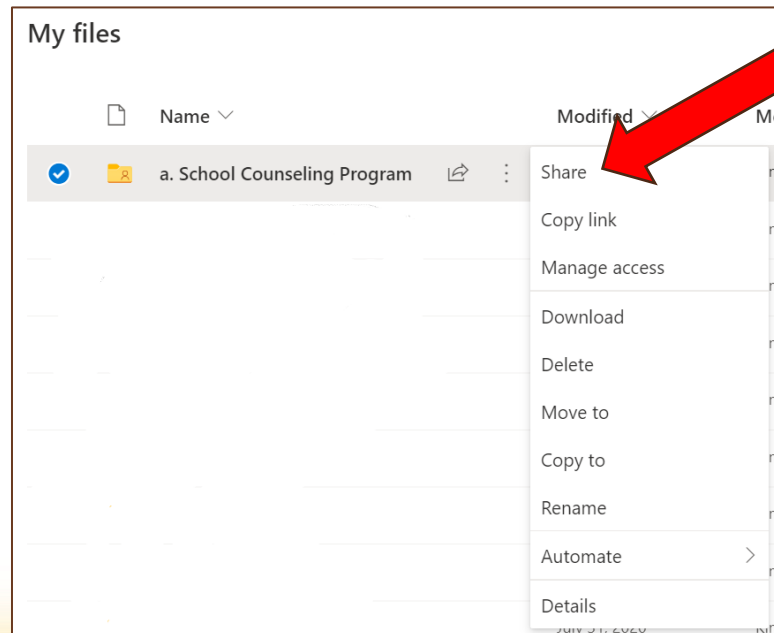 My files
Name
Modified
a. School Counseling Program
Share
Copy link
Manage access
Download
Delete
Move to
Copy to
Rename
Automate
Details